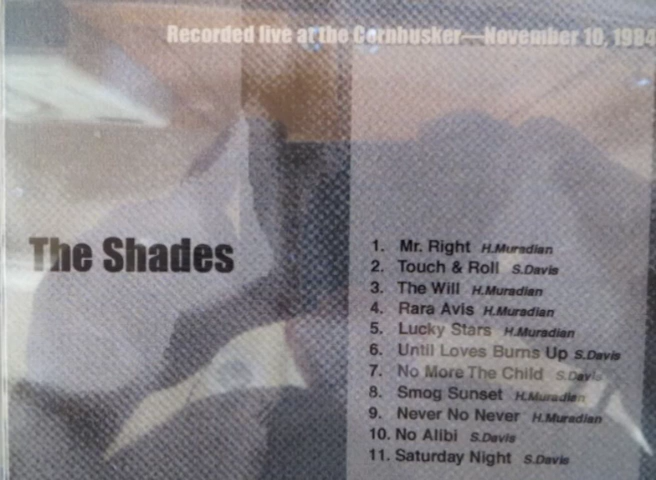 Recorded live at the Cornhusker—November 10, 1984
The Shades
1. Mr. Right H.Muradian
2. Touch & Roll S.Davis
3. The Will H.Muradian
4. Rara Avis H.Muradian
5. Lucky Stars H.Muradian
6. Until Loves Burns Up S.Davis
7. No More The Child S.Davis
8. Smog Sunset H.Muradian
9. Never No Never H.Muradian
10. No Alibi S.Davis
11. Saturday Night S.Davis